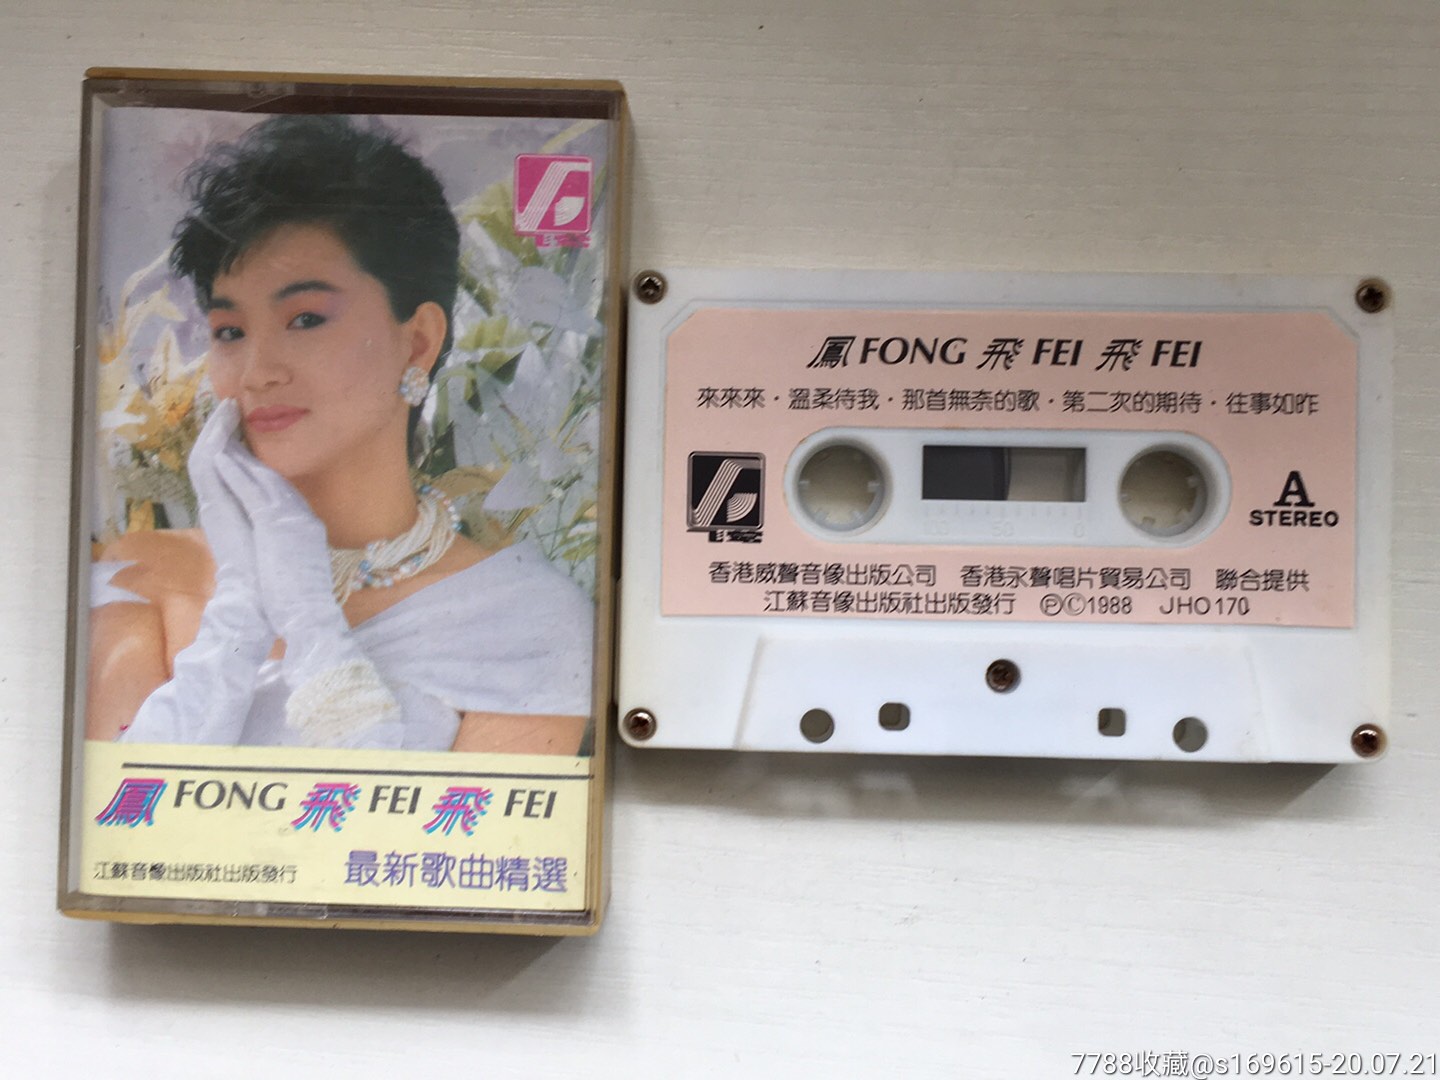 鳳 FONG 飛 FEI 飛 FEI
江蘇音像出版社出版發行 最新歌曲精選
鳳 FONG 飛 FEI 飛 FEI
來來來·溫柔待我·那首無奈的歌·第二次的期待·往事如昨
A
STEREO
香港威聲音像出版公司 香港永聲唱片貿易公司 聯合提供
江蘇音像出版社出版發行 ⓅⒸ1988 JHO170
100 50 0
7788收藏@s169615-20.07.21